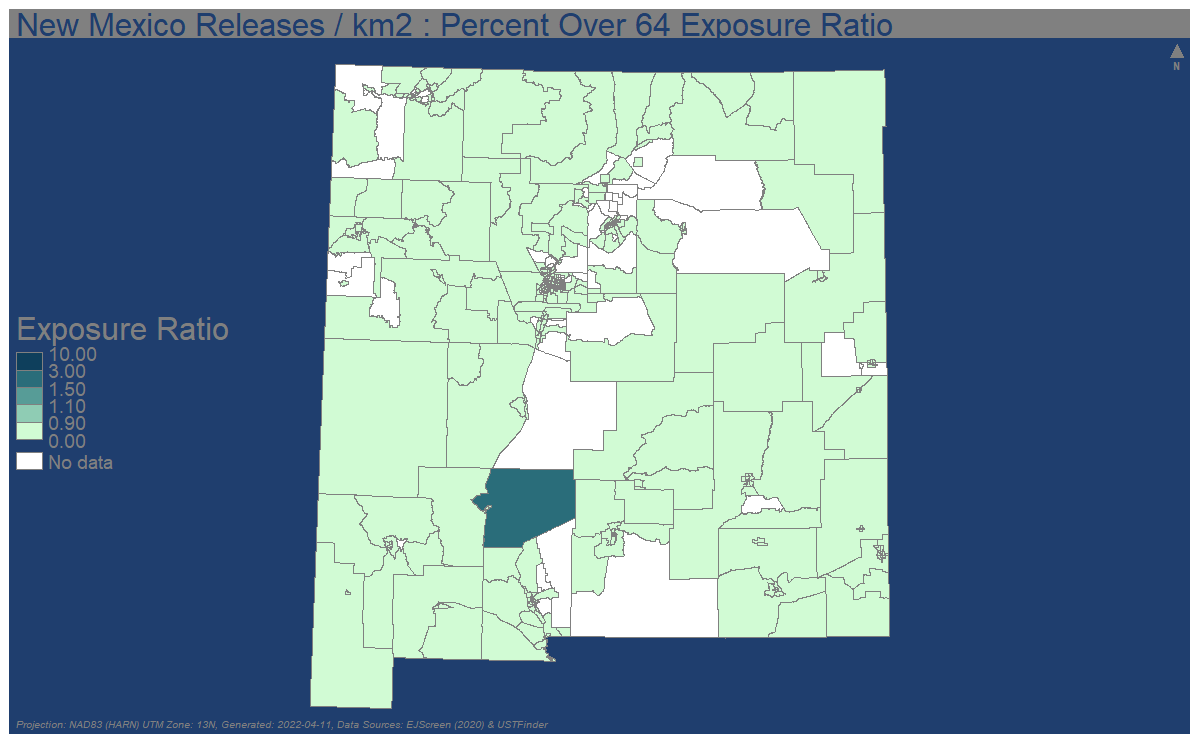 New Mexico Releases / km2 : Percent Over 64 Exposure Ratio
N
Exposure Ratio
10.00
3.00
1.50
1.10
0.90
0.00
No data
Projection: NAD83 (HARN) UTM Zone: 13N, Generated: 2022-04-11, Data Sources: EJScreen (2020) & USTFinder